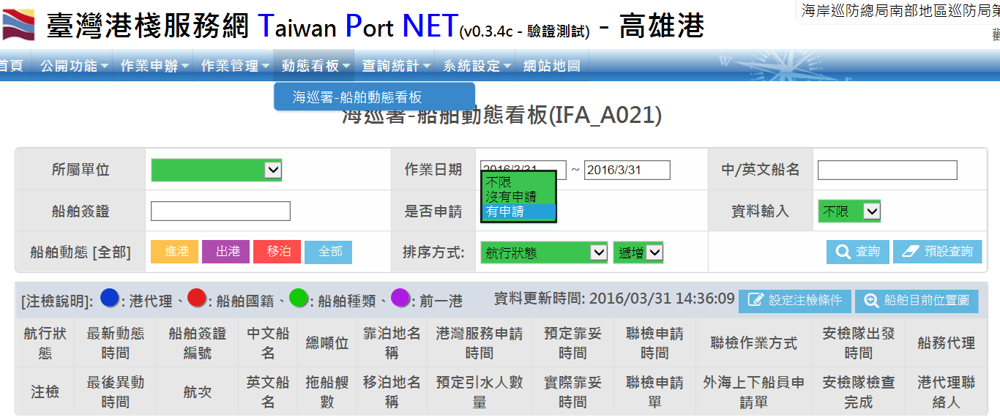 海岸巡防總局南部地區巡防局第
臺灣港棧服務網 Taiwan Port NET(v0.3.4c - 驗證測試) - 高雄港
首頁 公開功能 作業申辦 作業管理 動態看板 查詢統計 系統設定 網站地圖
海巡署-船舶動態看板
海巡署-船舶動態看板(IFA_A021)
所屬單位 作業日期 2016/3/31 ~ 2016/3/31 中/英文船名
不限
沒有申請
有申請
船舶簽證 是否申請 資料輸入 不限
船舶動態 [全部] 進港 出港 移泊 全部 排序方式: 航行狀態 遞增 查詢 預設查詢
[注檢說明]: : 港代理、 : 船舶國籍、 : 船舶種類、 : 前一港 資料更新時間: 2016/03/31 14:36:09 設定注檢條件 船舶目前位置圖
航行狀態 最新動態時間 船舶簽證編號 中文船名 總噸位 靠泊地名稱 港灣服務申請時間 預定靠妥時間 聯檢申請時間 聯檢作業方式 安檢隊出發時間 船務代理
注檢 最後異動時間 航次 英文船名 拖船艘數 移泊地名稱 預定引水人數量 實際靠妥時間 聯檢申請單 外海上下船員申請單 安檢隊檢查完成 港代理聯絡人